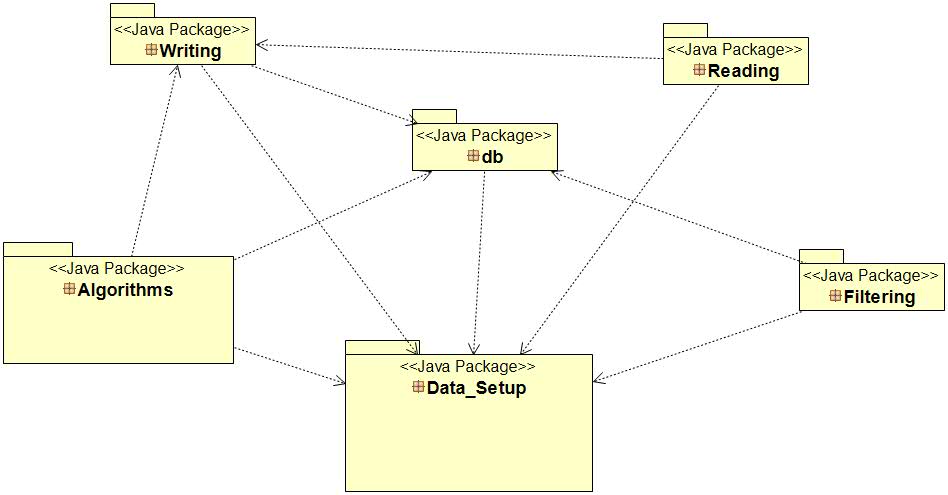 <<Java Package>>
Writing
<<Java Package>>
Reading
<<Java Package>>
db
<<Java Package>>
Algorithms
<<Java Package>>
Filtering
<<Java Package>>
Data_Setup